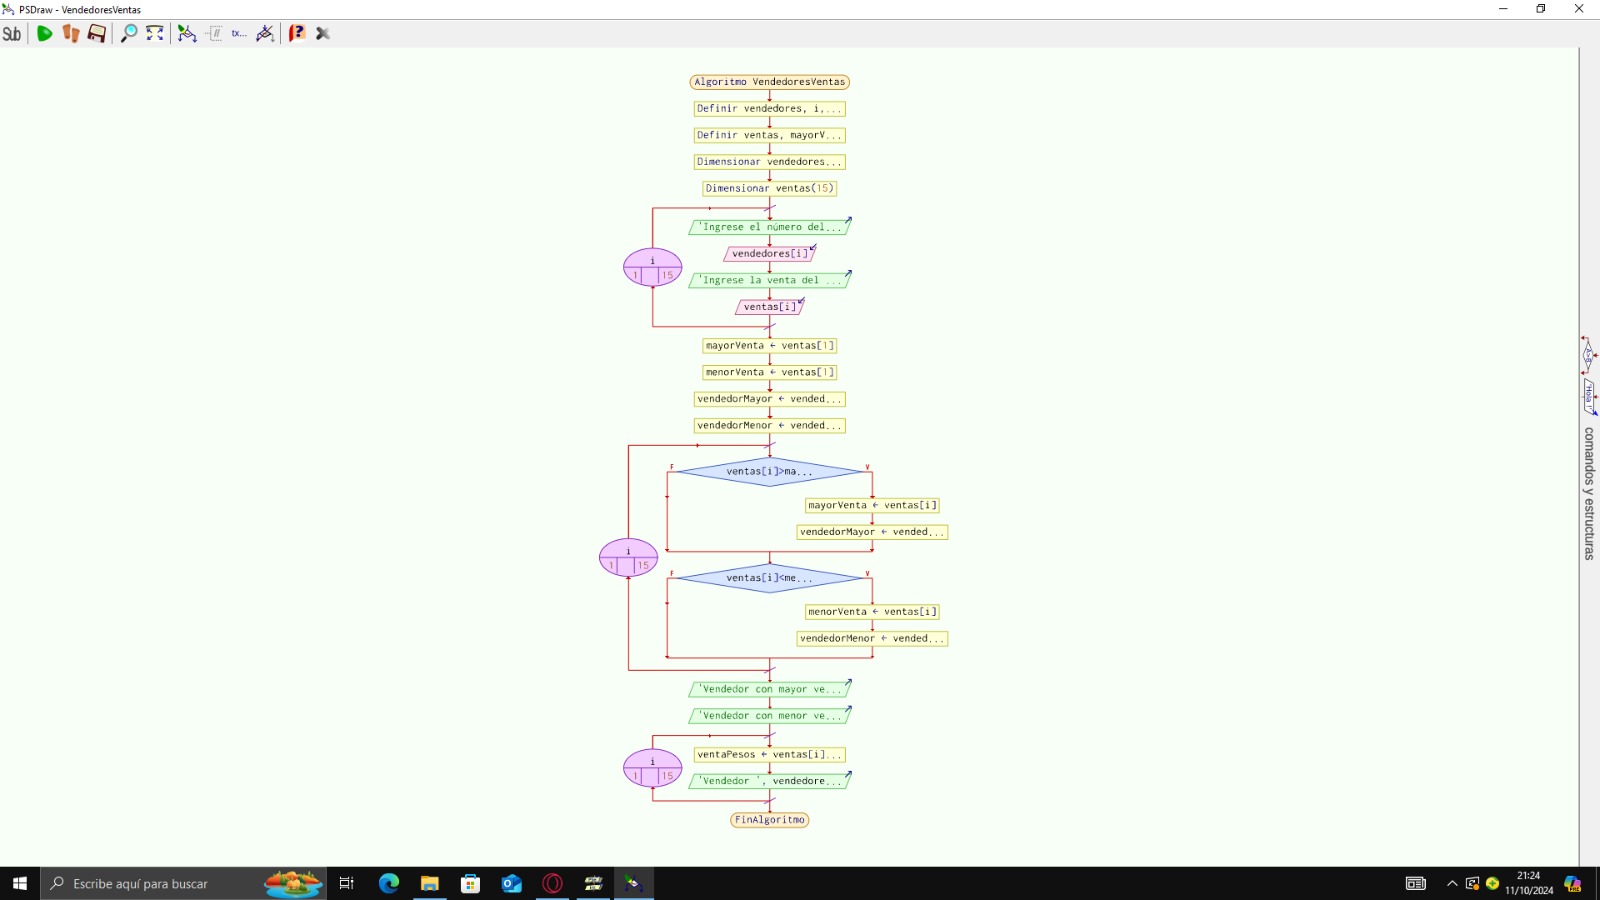 PSDraw - VendedoresVentas
Sub
tx...
Algoritmo VendedoresVentas
Definir vendedores, i,...
Definir ventas, mayorV...
Dimensionar vendedores...
Dimensionar ventas(15)
'Ingrese el número del...
vendedores[i]
i
1 15
'Ingrese la venta del ...
ventas[i]
mayorVenta ← ventas[1]
menorVenta ← ventas[1]
vendedorMayor ← vended...
vendedorMenor ← vended...
F ventas[i]>ma... V
mayorVenta ← ventas[i]
vendedorMayor ← vended...
i
1 15
F ventas[i]<me... V
menorVenta ← ventas[i]
vendedorMenor ← vended...
'Vendedor con mayor ve...
'Vendedor con menor ve...
ventaPesos ← ventas[i]...
i
1 15
'Vendedor ', vendedore...
FinAlgoritmo
A>B
'Hola !'
comandos y estructuras
Escribe aquí para buscar
21:24
11/10/2024
PRE